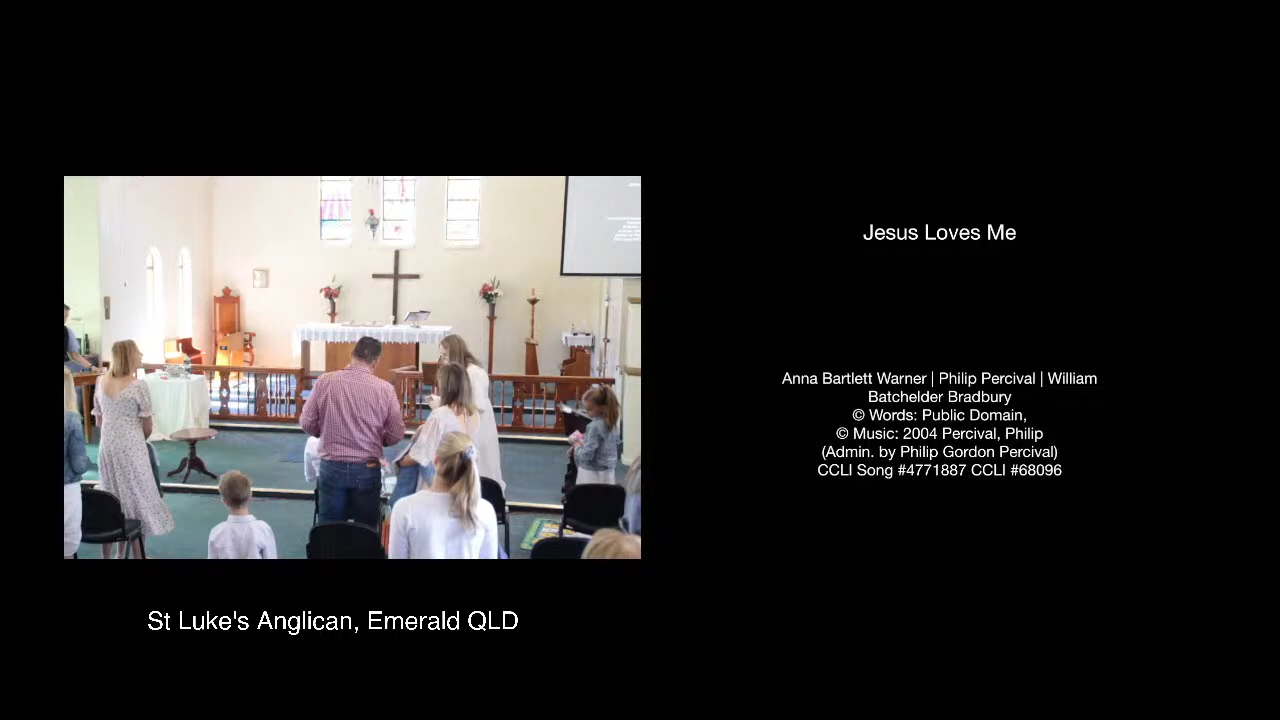 Jesus Loves Me
Anna Bartlett Warner | Philip Percival | William
Batchelder Bradbury
© Words: Public Domain,
© Music: 2004 Percival, Philip
(Admin. by Philip Gordon Percival)
CCLI Song #4771887 CCLI #68096
St Luke's Anglican, Emerald QLD